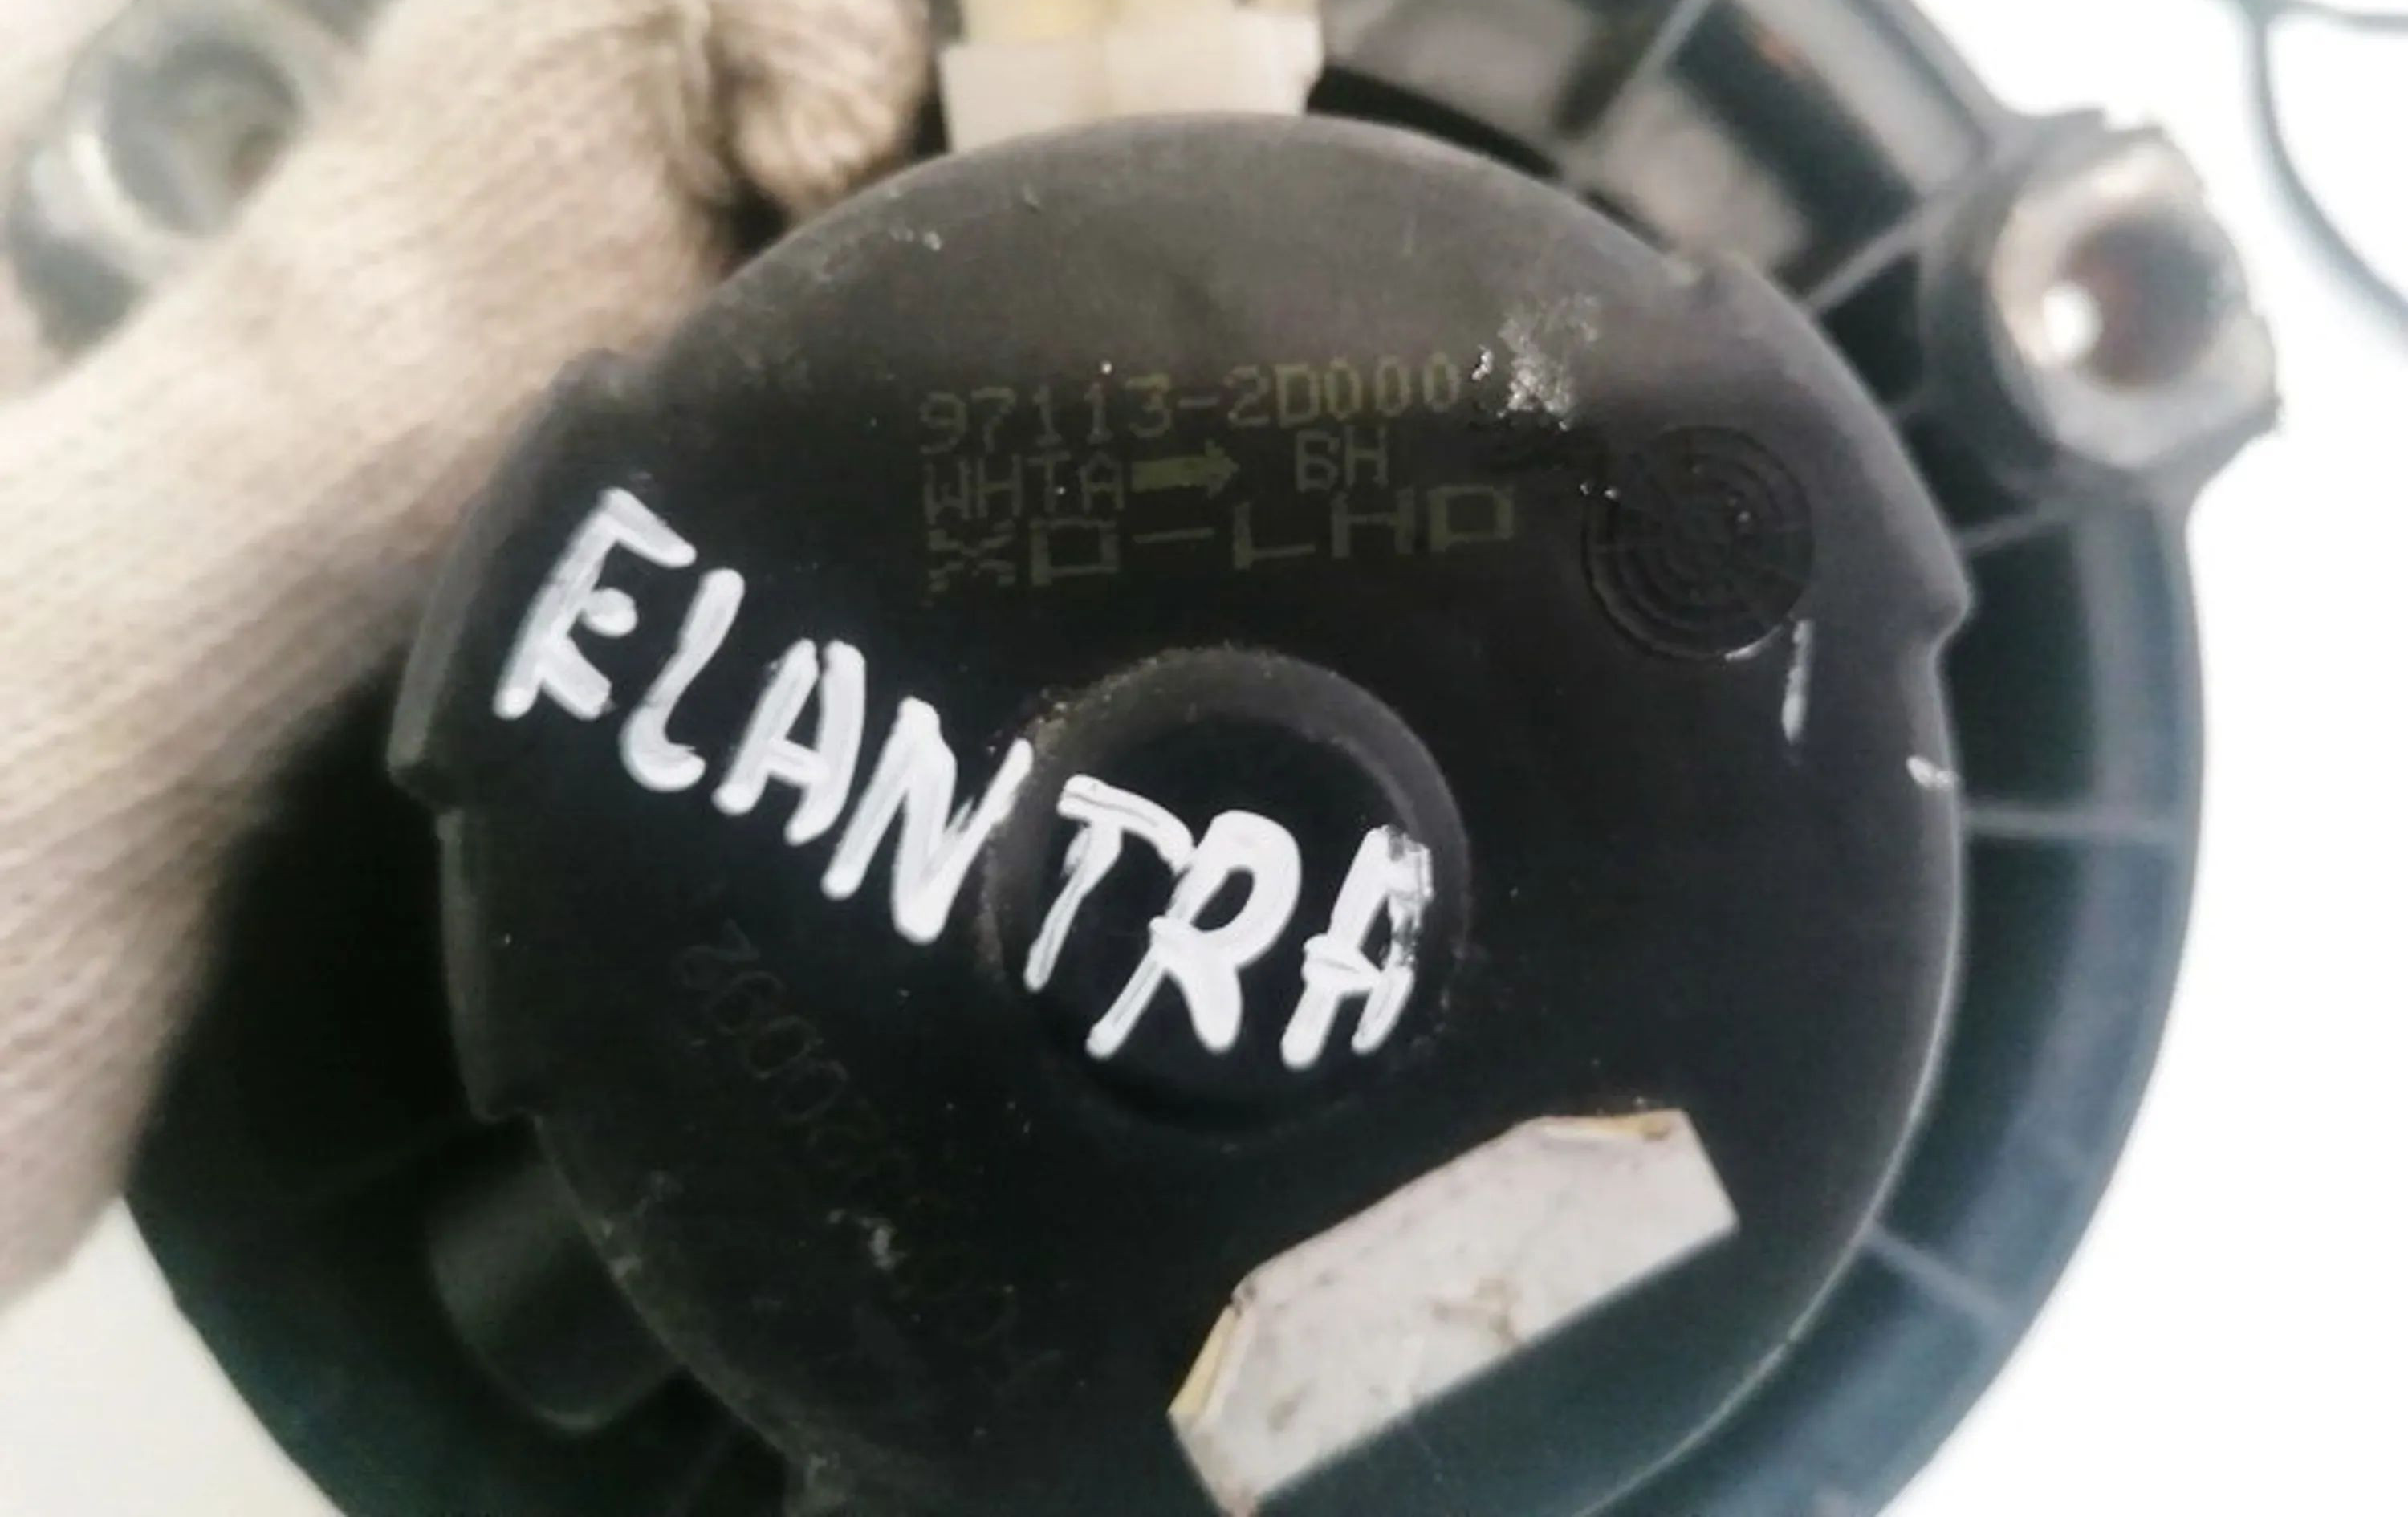 97113-2D000
WHTA➡ 6H
XD-LHD
ELANTRA